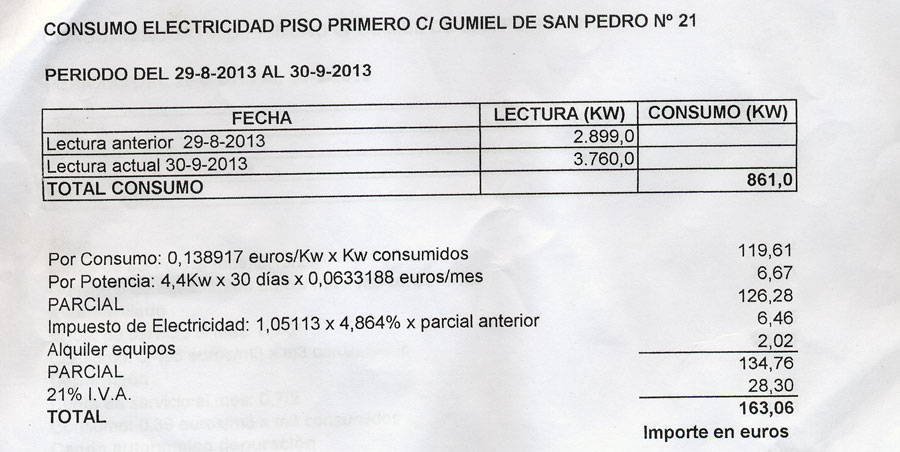 CONSUMO ELECTRICIDAD PISO PRIMERO C/ GUMIEL DE SAN PEDRO Nº 21
PERIODO DEL 29-8-2013 AL 30-9-2013
FECHA LECTURA (KW) CONSUMO (KW)
Lectura anterior 29-8-2013 2.899,0
Lectura actual 30-9-2013 3.760,0
TOTAL CONSUMO 861,0
Por Consumo: 0,138917 euros/Kw x Kw consumidos 119,61
Por Potencia: 4,4Kw x 30 días x 0,0633188 euros/mes 6,67
PARCIAL 126,28
Impuesto de Electricidad: 1,05113 x 4,864% x parcial anterior 6,46
Alquiler equipos 2,02
PARCIAL 134,76
21% I.V.A. 28,30
TOTAL 163,06
Importe en euros